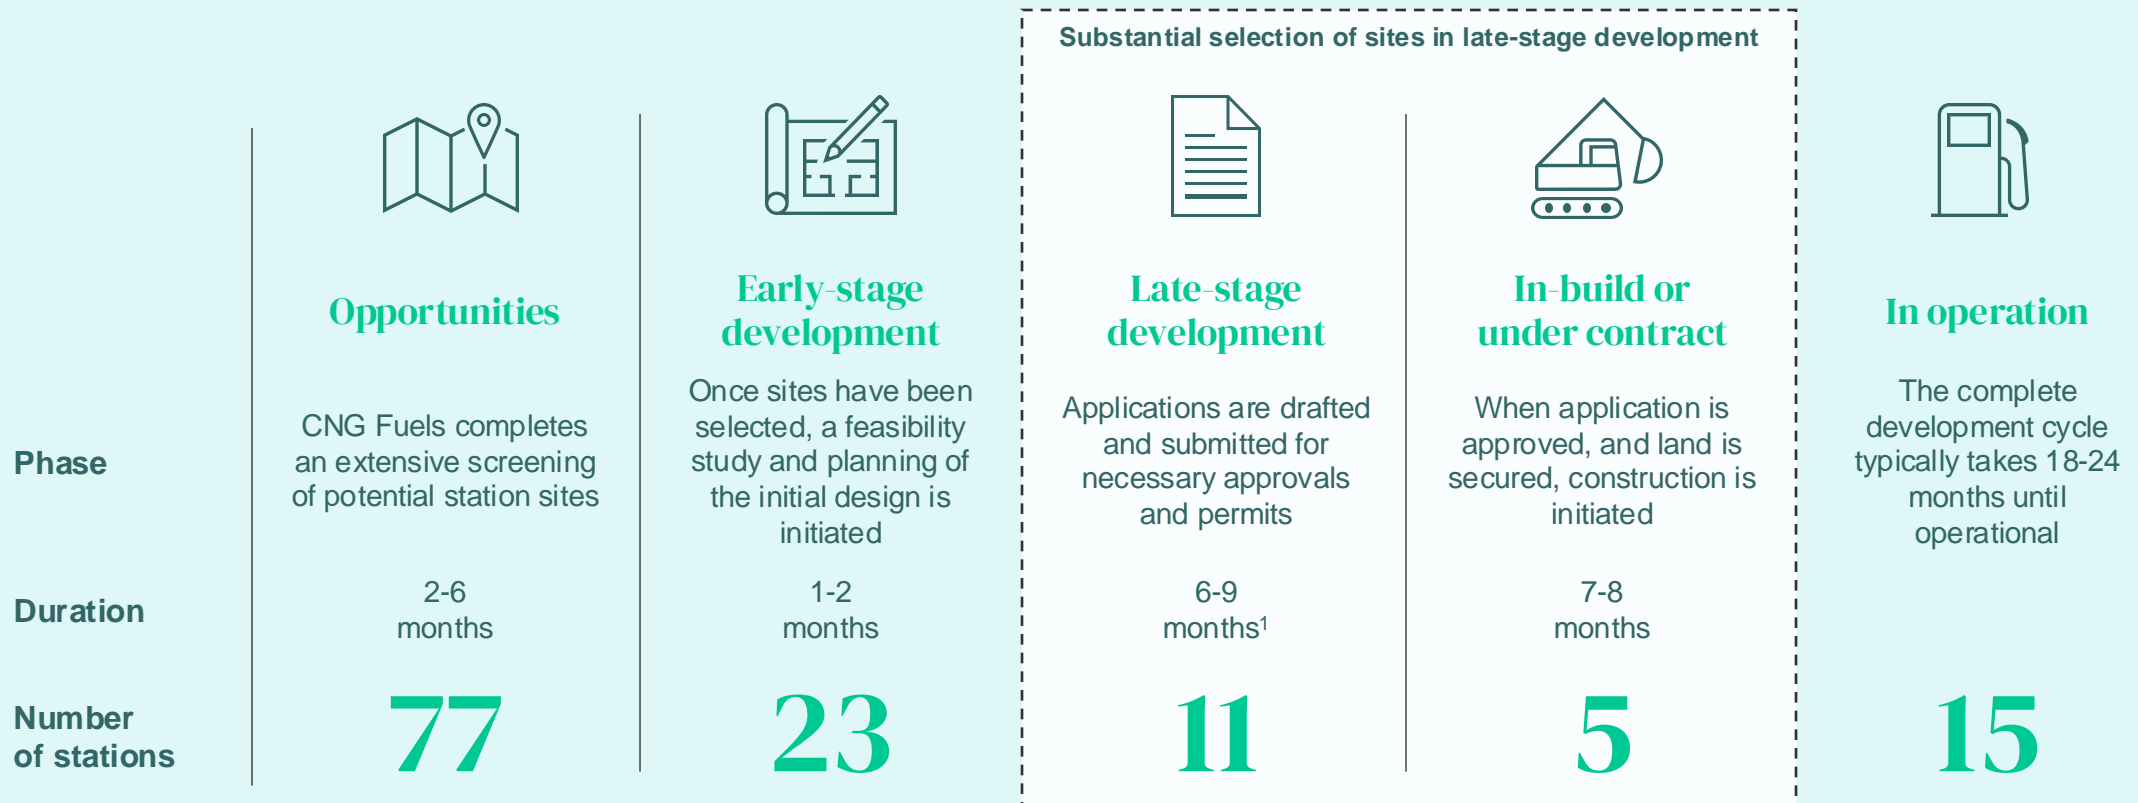 Substantial selection of sites in late-stage development
Opportunities
Early-stage
development
Late-stage
development
In-build or
under contract
In operation
Phase
CNG Fuels completes
an extensive screening
of potential station sites
Once sites have been
selected, a feasibility
study and planning of
the initial design is
initiated
Applications are drafted
and submitted for
necessary approvals
and permits
When application is
approved, and land is
secured, construction is
initiated
The complete
development cycle
typically takes 18-24
months until
operational
Duration
2-6
months
1-2
months
6-9
months¹
7-8
months
Number
of stations
77
23
11
5
15